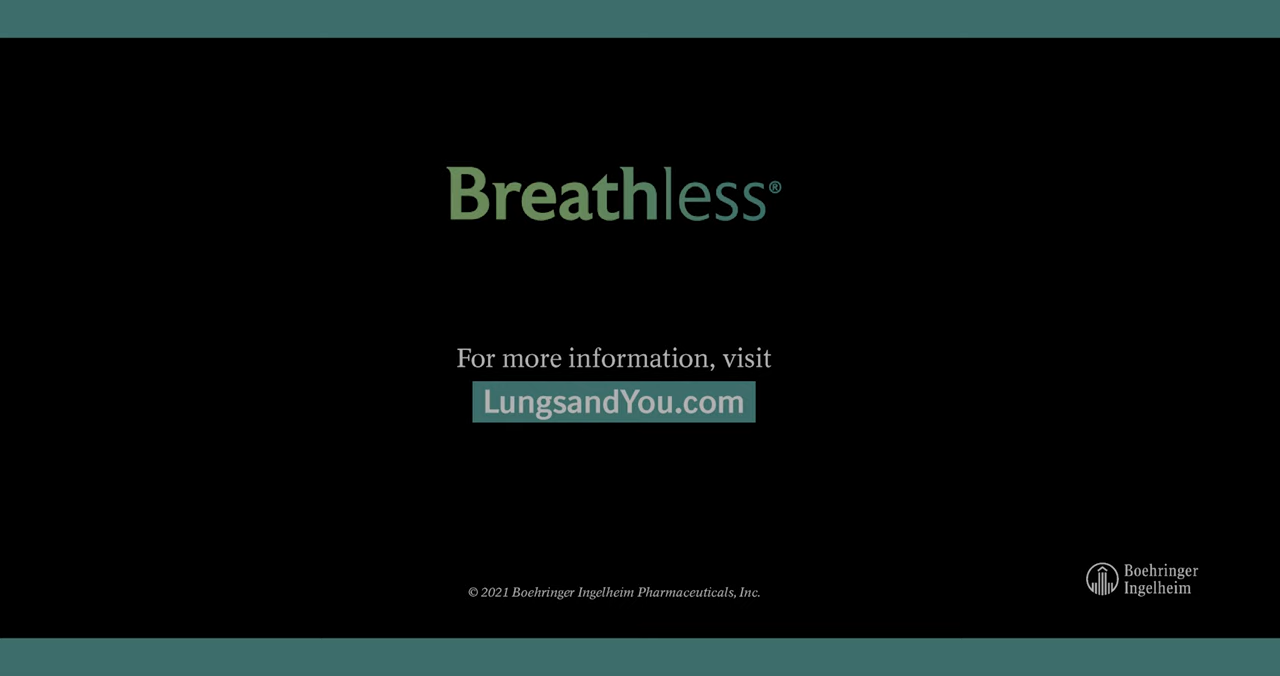 Breathless®
For more information, visit
LungsandYou.com
© 2021 Boehringer Ingelheim Pharmaceuticals, Inc.
Boehringer
Ingelheim